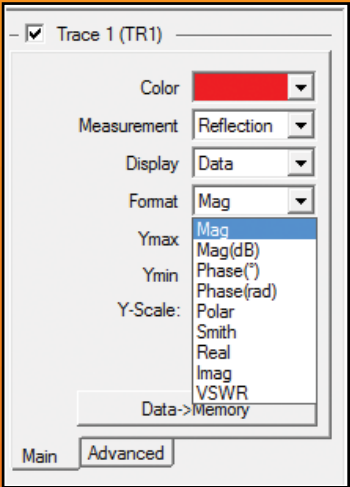 Trace 1 (TR1)
Color
Measurement Reflection
Display Data
Format Mag
Ymax Mag
Mag(dB)
Ymin Phase(°)
Phase(rad)
Y-Scale: Polar
Smith
Real
Imag
VSWR
Data->Memory
Main Advanced